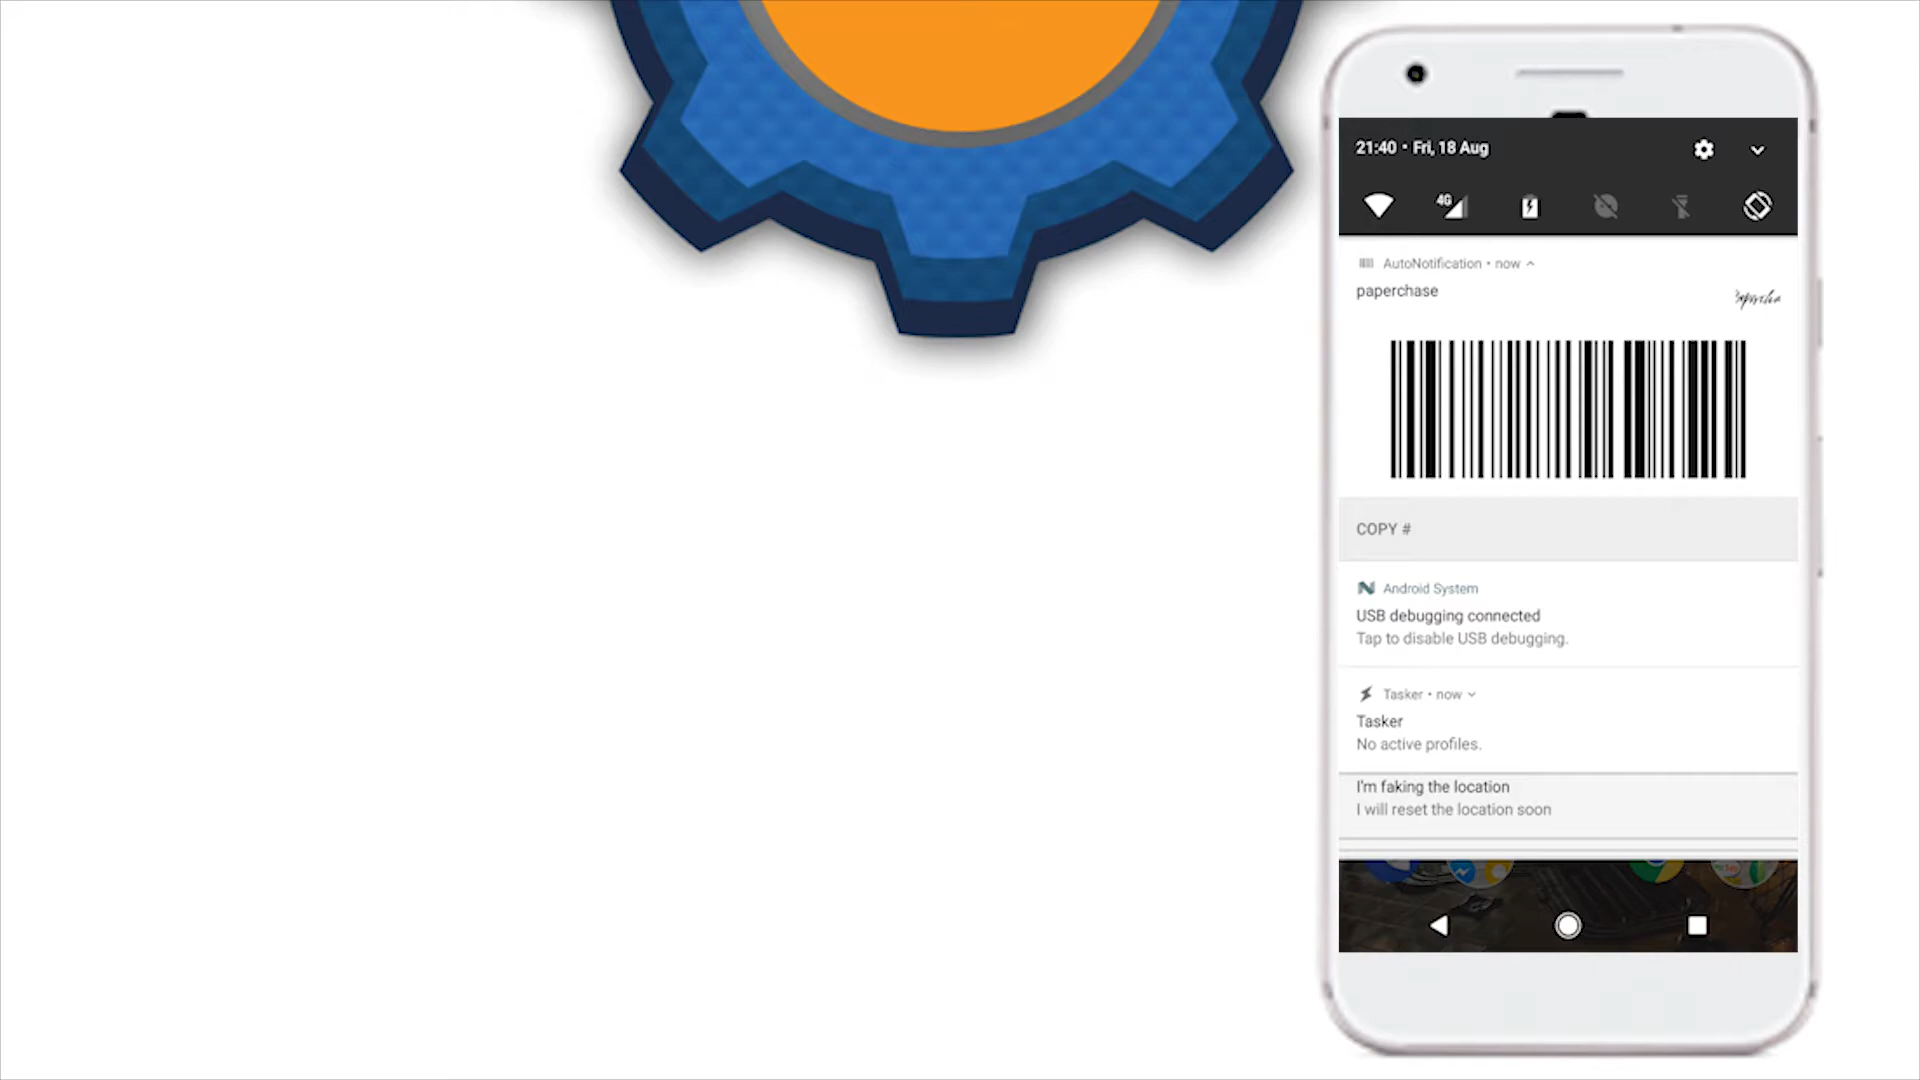 21:40 • Fri, 18 Aug
4G
AutoNotification • now
paperchase
COPY #
Android System
USB debugging connected
Tap to disable USB debugging.
Tasker • now
Tasker
No active profiles.
I'm faking the location
I will reset the location soon